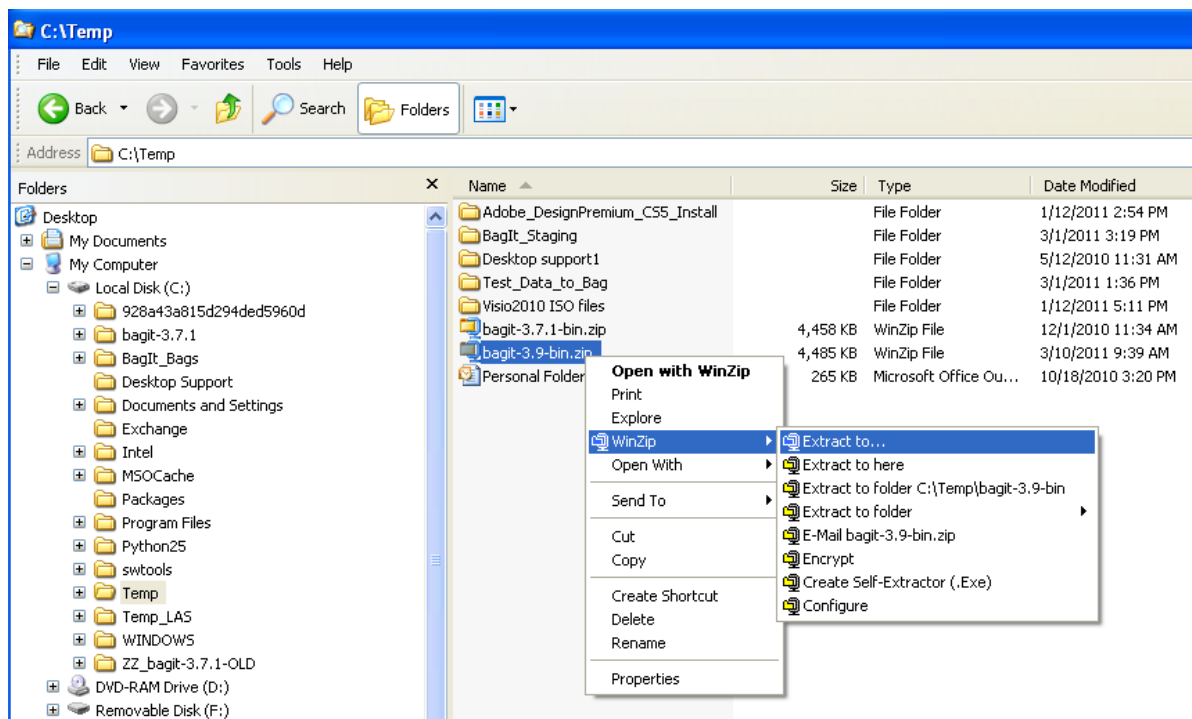 C:\Temp
File Edit View Favorites Tools Help
Back Search Folders
Address C:\Temp
Folders
Desktop
My Documents
My Computer
Local Disk (C:)
928a43a815d294ded5960d
bagit-3.7.1
BagIt_Bags
Desktop Support
Documents and Settings
Exchange
Intel
MSOCache
Packages
Program Files
Python25
swtools
Temp
Temp_LAS
WINDOWS
ZZ_bagit-3.7.1-OLD
DVD-RAM Drive (D:)
Removable Disk (F:)
Name Size Type Date Modified
Adobe_DesignPremium_CS5_Install File Folder 1/12/2011 2:54 PM
BagIt_Staging File Folder 3/1/2011 3:19 PM
Desktop support1 File Folder 5/12/2010 11:31 AM
Test_Data_to_Bag File Folder 3/1/2011 1:36 PM
Visio2010 ISO files File Folder 1/12/2011 5:11 PM
bagit-3.7.1-bin.zip 4,458 KB WinZip File 12/1/2010 11:34 AM
bagit-3.9-bin.zip 4,485 KB WinZip File 3/10/2011 9:39 AM
Personal Folder 265 KB Microsoft Office Ou... 10/18/2010 3:20 PM
Open with WinZip
Print
Explore
WinZip
Open With
Send To
Cut
Copy
Create Shortcut
Delete
Rename
Properties
Extract to...
Extract to here
Extract to folder C:\Temp\bagit-3.9-bin
Extract to folder
E-Mail bagit-3.9-bin.zip
Encrypt
Create Self-Extractor (.Exe)
Configure